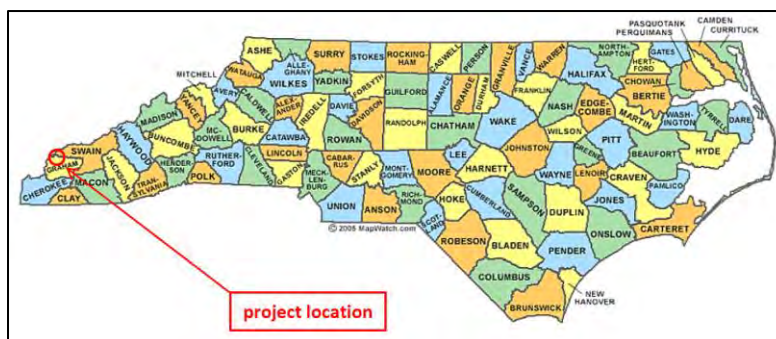 PASQUOTANK
CAMDEN
PERQUIMANS
CURRITUCK
ASHE
ALLE-
GHANY
SURRY
STOKES
ROCKING-
HAM
CASWELL
PERSON
GRANVILLE
VANCE
WARREN
NORTH-
AMPTON
GATES
HERT-
FORD
MITCHELL
WATAUGA
WILKES
YADKIN
FORSYTH
GUILFORD
ALAMANCE
ORANGE
DURHAM
FRANKLIN
HALIFAX
BERTIE
CHOWAN
AVERY
CALDWELL
ALEX-
ANDER
IREDELL
DAVIE
DAVIDSON
RANDOLPH
CHATHAM
WAKE
NASH
EDGE-
COMBE
MARTIN
WASH-
INGTON
TYRRELL
DARE
MADISON
YANCEY
MC-
DOWELL
BURKE
CATAWBA
ROWAN
WILSON
PITT
BEAUFORT
HYDE
SWAIN
HAYWOOD
BUNCOMBE
RUTHER-
FORD
CLEVELAND
LINCOLN
GASTON
CABAR-
RUS
STANLY
MONT-
GOMERY
MOORE
LEE
HARNETT
JOHNSTON
WAYNE
GREENE
LENOIR
CRAVEN
PAMLICO
GRAHAM
CHEROKEE
MACON
CLAY
JACKSON
TRAN-
SYLVANIA
HENDER-
SON
POLK
MECK-
LENBURG
UNION
ANSON
RICH-
MOND
SCOT-
LAND
HOKE
CUMBERLAND
SAMPSON
DUPLIN
JONES
ONSLOW
CARTERET
© 2005 MapWatch.com
ROBESON
BLADEN
PENDER
COLUMBUS
BRUNSWICK
NEW
HANOVER
project location